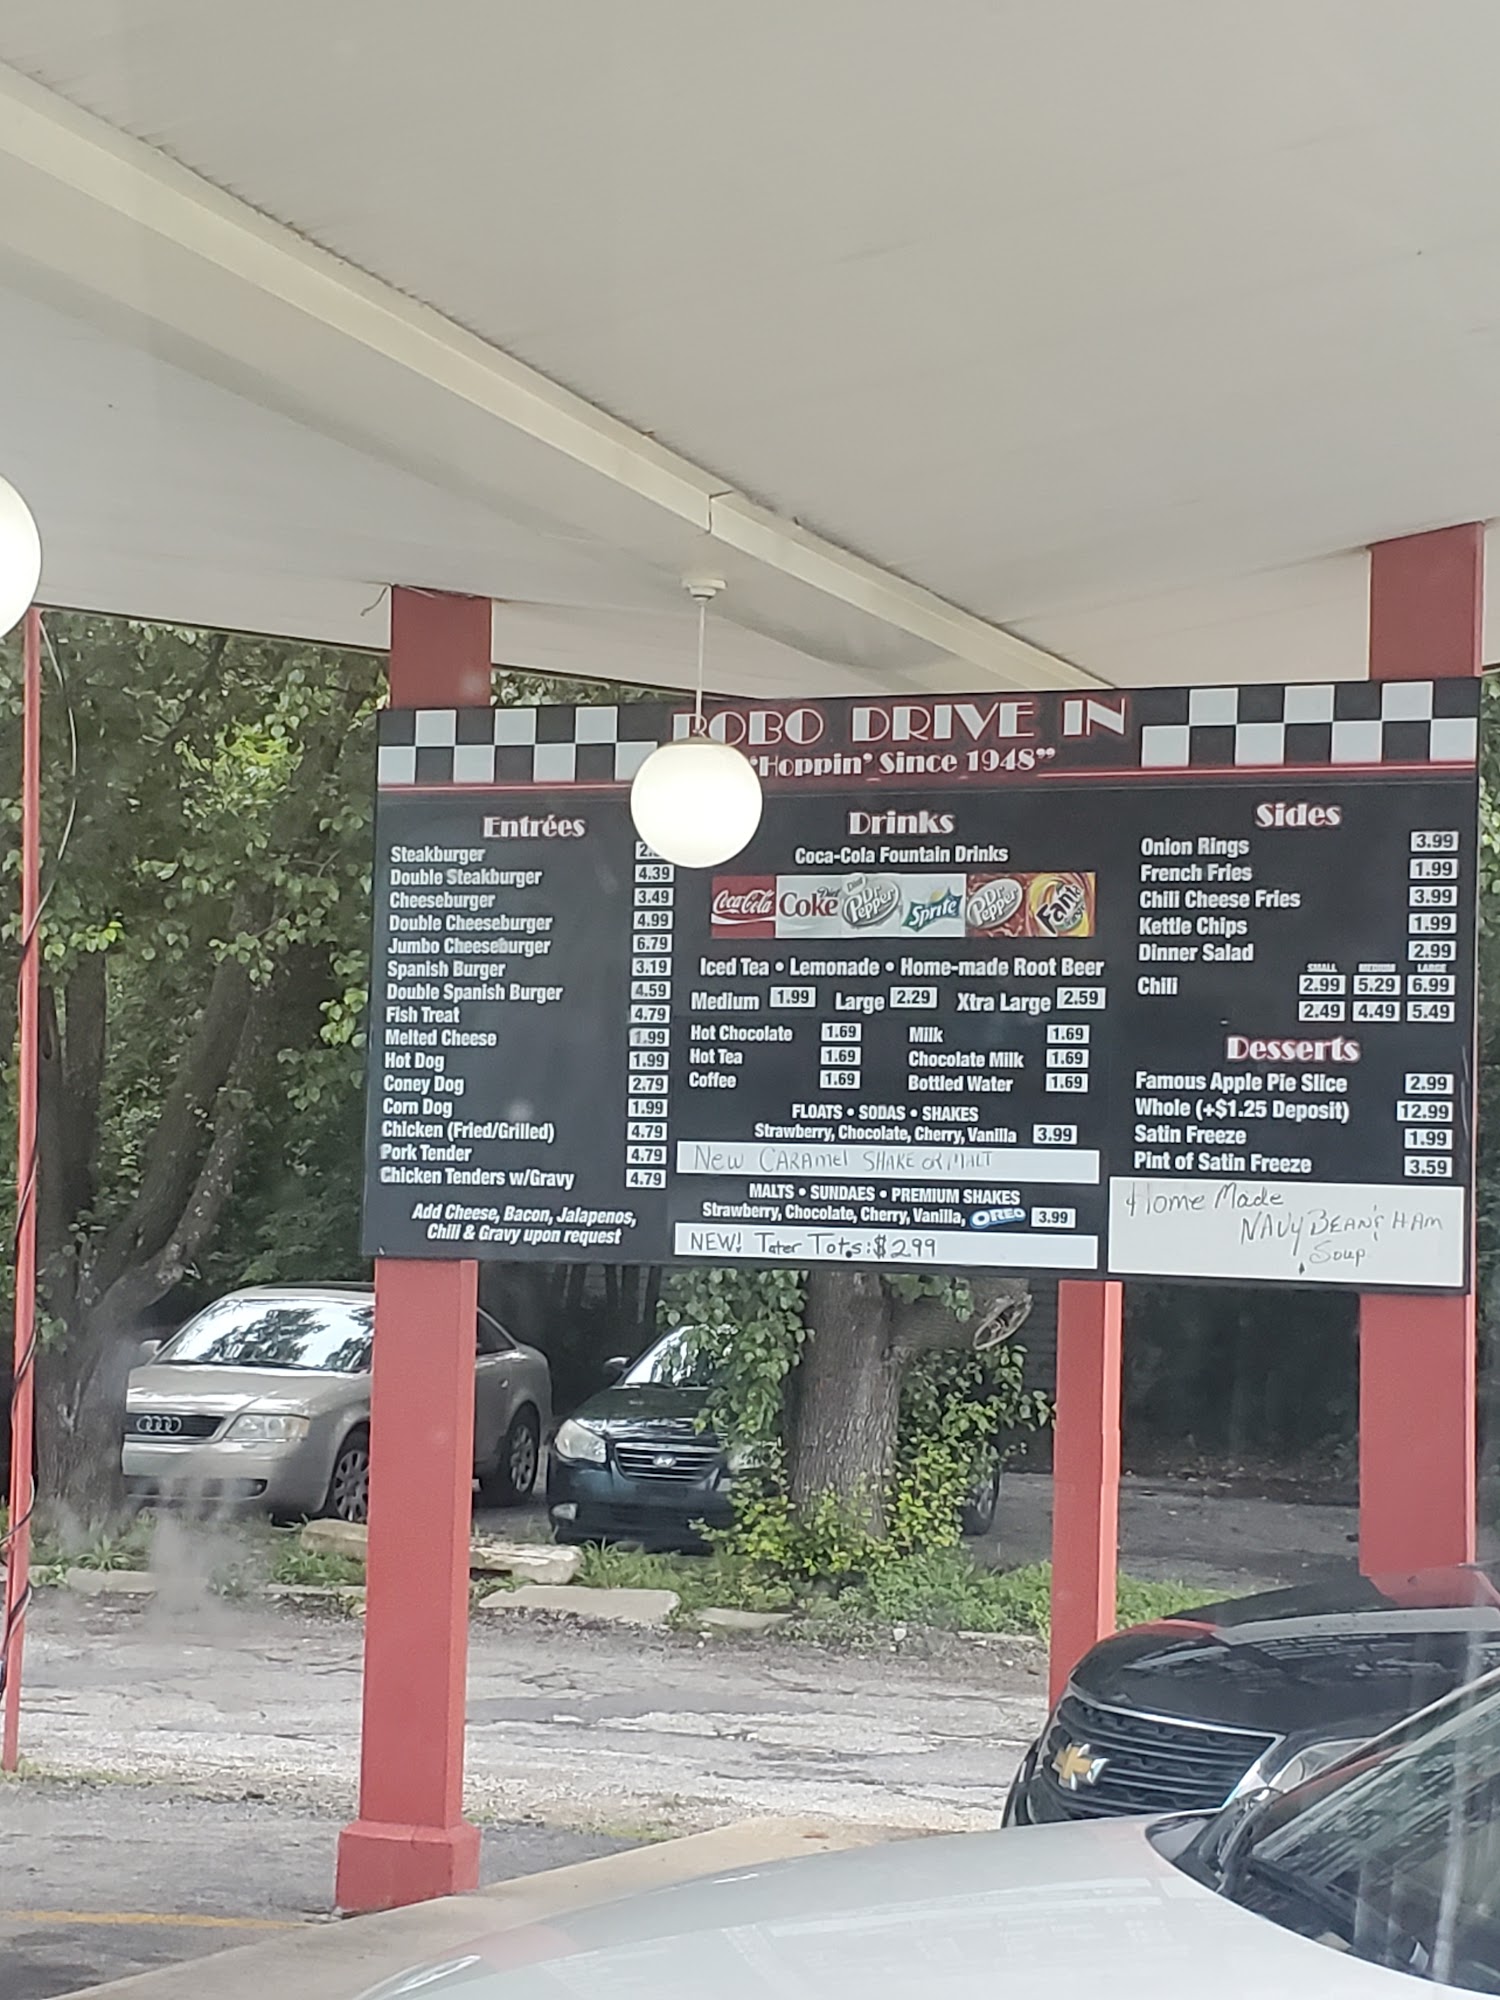 BOBO DRIVE IN
"Hoppin' Since 1948"
Entrées
Steakburger
Double Steakburger 4.39
Cheeseburger 3.49
Double Cheeseburger 4.99
Jumbo Cheeseburger 6.79
Spanish Burger 3.19
Double Spanish Burger 4.59
Fish Treat 4.79
Melted Cheese 1.99
Hot Dog 1.99
Coney Dog 2.79
Corn Dog 1.99
Chicken (Fried/Grilled) 4.79
Pork Tender 4.79
Chicken Tenders w/Gravy 4.79
Add Cheese, Bacon, Jalapenos,
Chili & Gravy upon request
Drinks
Coca-Cola Fountain Drinks
Coca-Cola Diet Coke Diet Dr Pepper Sprite Dr Pepper Fanta
Iced Tea • Lemonade • Home-made Root Beer
Medium 1.99 Large 2.29 Xtra Large 2.59
Hot Chocolate 1.69 Milk 1.69
Hot Tea 1.69 Chocolate Milk 1.69
Coffee 1.69 Bottled Water 1.69
FLOATS • SODAS • SHAKES
Strawberry, Chocolate, Cherry, Vanilla 3.99
New CARAmel SHAKE OR MALT
MALTS • SUNDAES • PREMIUM SHAKES
Strawberry, Chocolate, Cherry, Vanilla, OREO 3.99
NEW! Tater Tots: $2.99
Sides
Onion Rings 3.99
French Fries 1.99
Chili Cheese Fries 3.99
Kettle Chips 1.99
Dinner Salad 2.99
SMALL MEDIUM LARGE
Chili 2.99 5.29 6.99
2.49 4.49 5.49
Desserts
Famous Apple Pie Slice 2.99
Whole (+$1.25 Deposit) 12.99
Satin Freeze 1.99
Pint of Satin Freeze 3.59
Home Made
NAVY BEAN & HAM
Soup